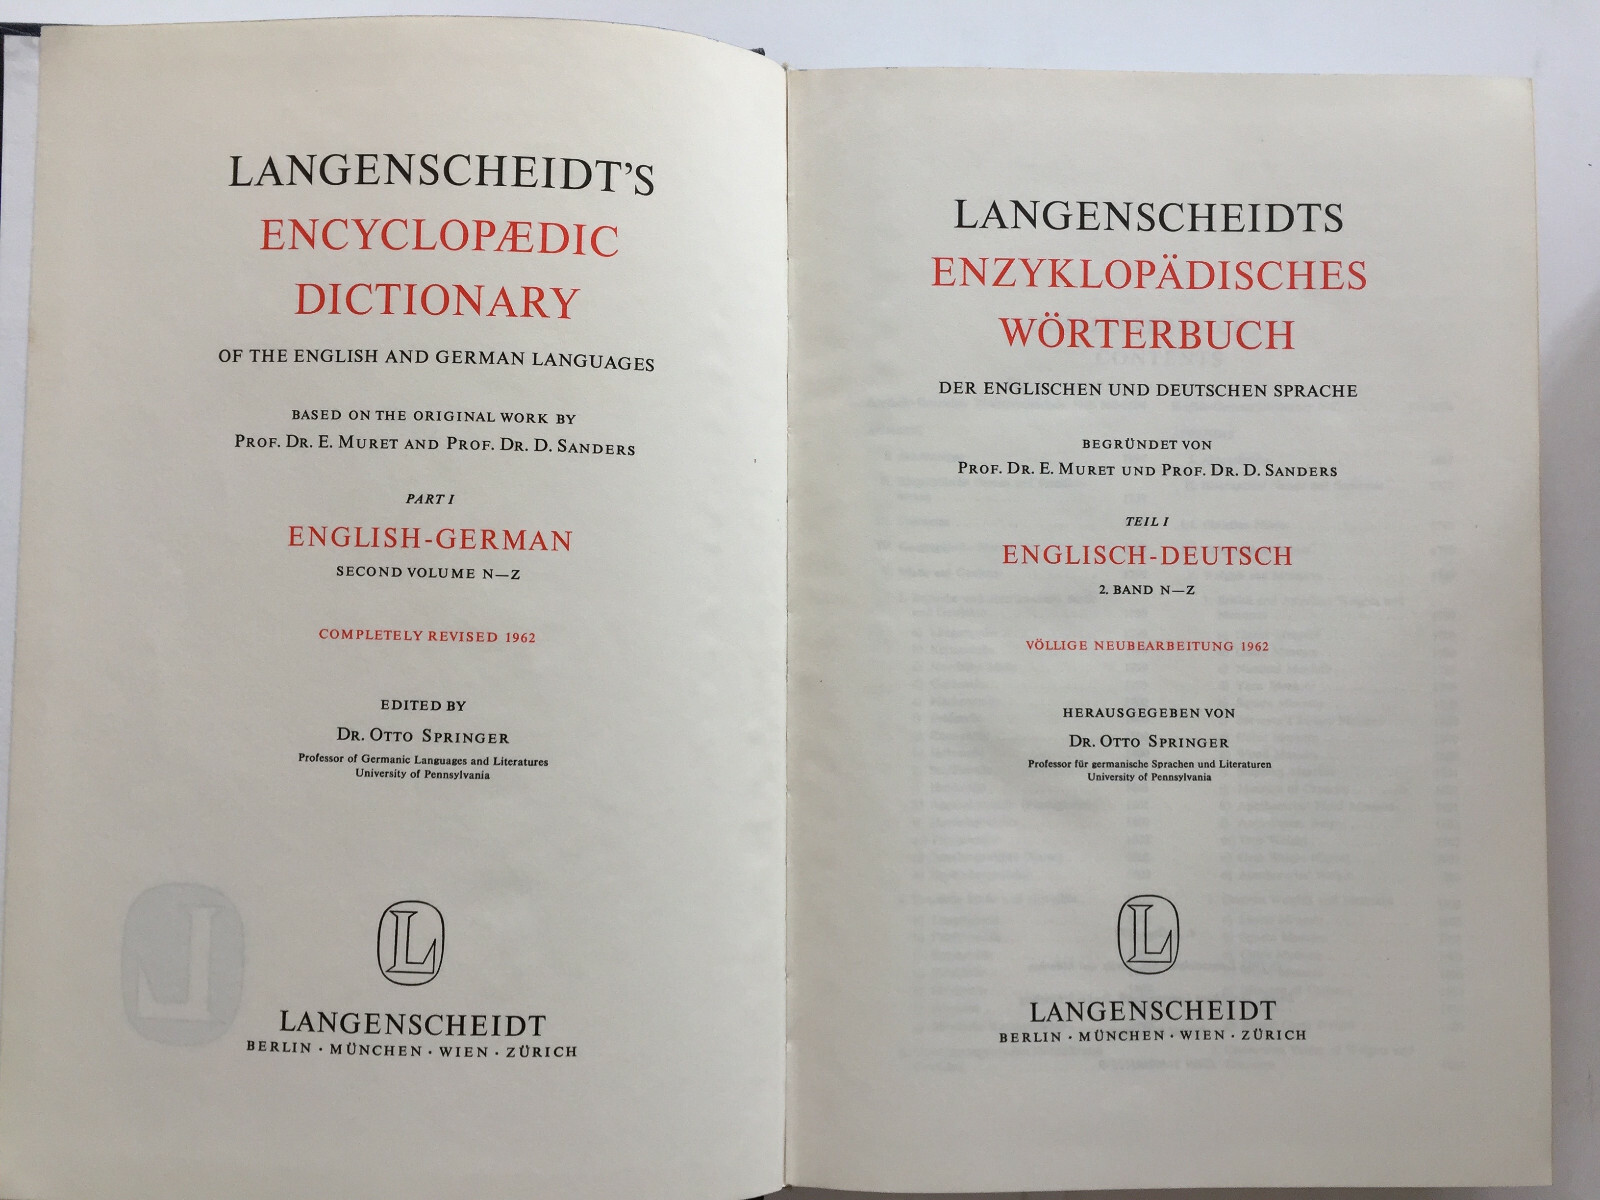 LANGENSCHEIDT'S
ENCYCLOPÆDIC
DICTIONARY
OF THE ENGLISH AND GERMAN LANGUAGES
BASED ON THE ORIGINAL WORK BY
PROF. DR. E. MURET AND PROF. DR. D. SANDERS
PART I
ENGLISH-GERMAN
SECOND VOLUME N—Z
COMPLETELY REVISED 1962
EDITED BY
DR. OTTO SPRINGER
Professor of Germanic Languages and Literatures
University of Pennsylvania
L
LANGENSCHEIDT
BERLIN · MÜNCHEN · WIEN · ZÜRICH
LANGENSCHEIDTS
ENZYKLOPÄDISCHES
WÖRTERBUCH
DER ENGLISCHEN UND DEUTSCHEN SPRACHE
BEGRÜNDET VON
PROF. DR. E. MURET UND PROF. DR. D. SANDERS
TEIL I
ENGLISCH-DEUTSCH
2. BAND N—Z
VÖLLIGE NEUBEARBEITUNG 1962
HERAUSGEGEBEN VON
DR. OTTO SPRINGER
Professor für germanische Sprachen und Literaturen
University of Pennsylvania
L
LANGENSCHEIDT
BERLIN · MÜNCHEN · WIEN · ZÜRICH